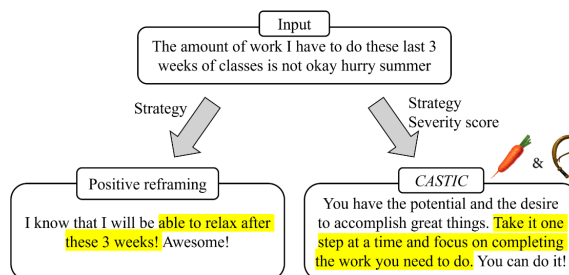 Input
The amount of work I have to do these last 3
weeks of classes is not okay hurry summer
Strategy
Strategy
Severity score
Positive reframing
I know that I will be able to relax after
these 3 weeks! Awesome!
&
CASTIC
You have the potential and the desire
to accomplish great things. Take it one
step at a time and focus on completing
the work you need to do. You can do it!